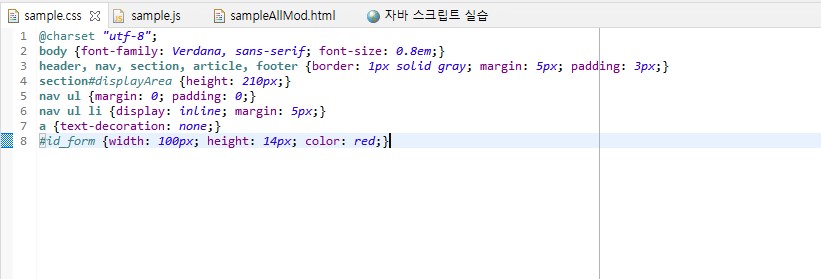 sample.css sample.js sampleAllMod.html 자바 스크립트 실습
1 @charset "utf-8";
2 body {font-family: Verdana, sans-serif; font-size: 0.8em;}
3 header, nav, section, article, footer {border: 1px solid gray; margin: 5px; padding: 3px;}
4 section#displayArea {height: 210px;}
5 nav ul {margin: 0; padding: 0;}
6 nav ul li {display: inline; margin: 5px;}
7 a {text-decoration: none;}
8 #id_form {width: 100px; height: 14px; color: red;}